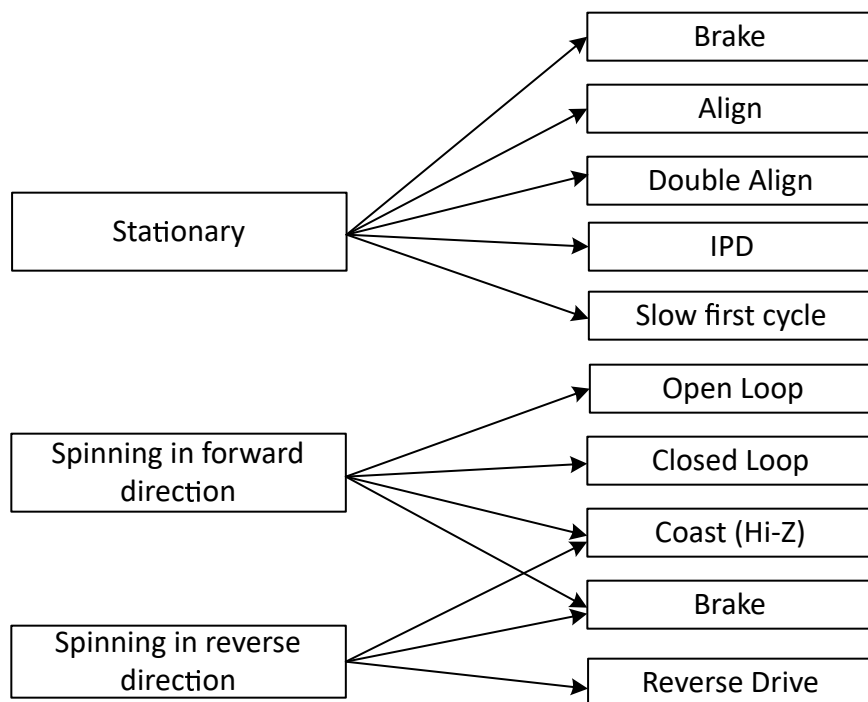 Brake
Align
Double Align
Stationary
IPD
Slow first cycle
Open Loop
Spinning in forward
direction
Closed Loop
Coast (Hi-Z)
Brake
Spinning in reverse
direction
Reverse Drive